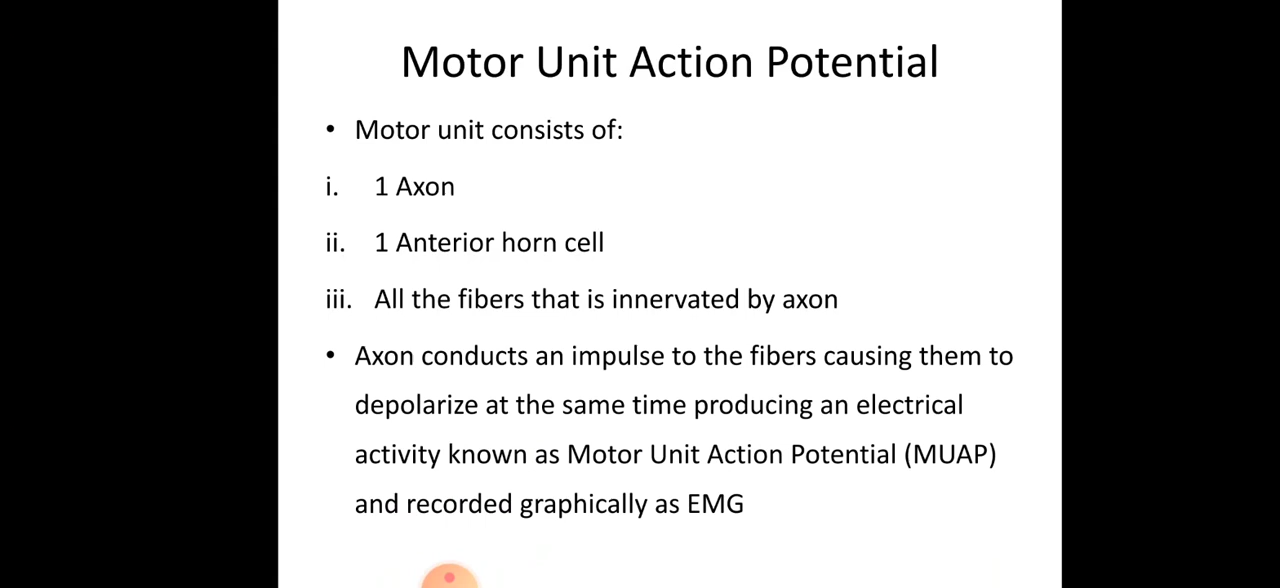 Motor Unit Action Potential
• Motor unit consists of:
i. 1 Axon
ii. 1 Anterior horn cell
iii. All the fibers that is innervated by axon
• Axon conducts an impulse to the fibers causing them to
depolarize at the same time producing an electrical
activity known as Motor Unit Action Potential (MUAP)
and recorded graphically as EMG